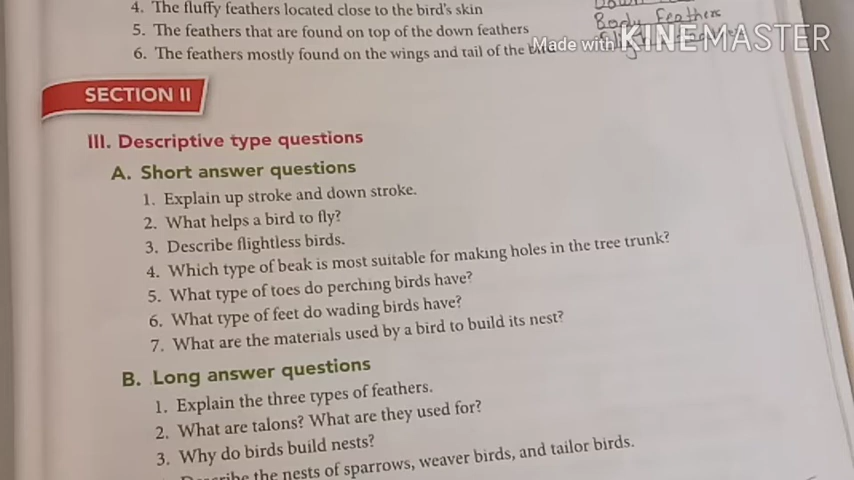 4. The fluffy feathers located close to the bird's skin
5. The feathers that are found on top of the down feathers
Body Feathers
6. The feathers mostly found on the wings and tail of the
Made with KINEMASTER
SECTION II
III. Descriptive type questions
A. Short answer questions
1. Explain up stroke and down stroke.
2. What helps a bird to fly?
3. Describe flightless birds.
4. Which type of beak is most suitable for making holes in the tree trunk?
5. What type of toes do perching birds have?
6. What type of feet do wading birds have?
7. What are the materials used by a bird to build its nest?
B. Long answer questions
1. Explain the three types of feathers.
2. What are talons? What are they used for?
3. Why do birds build nests?
the nests of sparrows, weaver birds, and tailor birds.